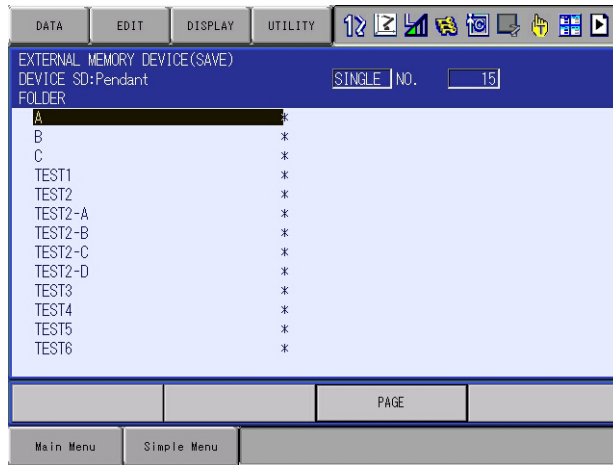 DATA EDIT DISPLAY UTILITY
EXTERNAL MEMORY DEVICE(SAVE)
DEVICE SD:Pendant SINGLE NO. 15
FOLDER
A *
B *
C *
TEST1 *
TEST2 *
TEST2-A *
TEST2-B *
TEST2-C *
TEST2-D *
TEST3 *
TEST4 *
TEST5 *
TEST6 *
PAGE
Main Menu Simple Menu